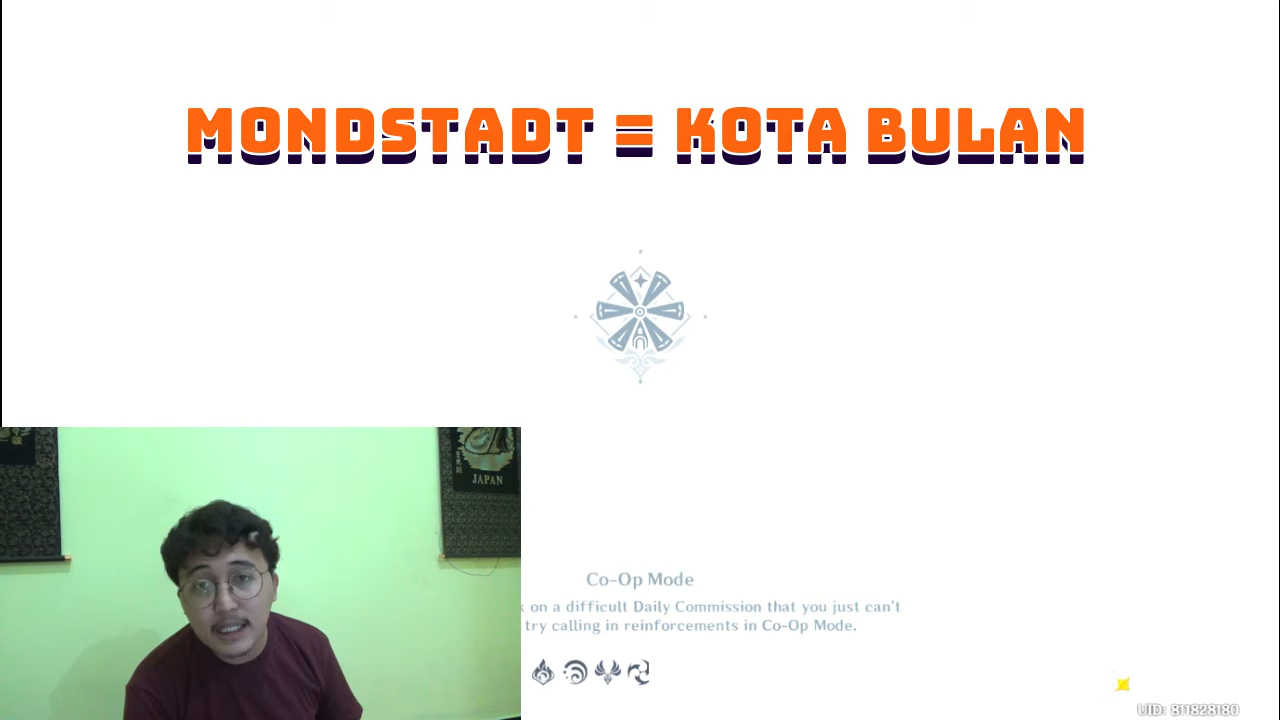 MONDSTADT = KOTA BULAN
JAPAN
Co-Op Mode
on a difficult Daily Commission that you just can't
try calling in reinforcements in Co-Op Mode.
UID: 811828180